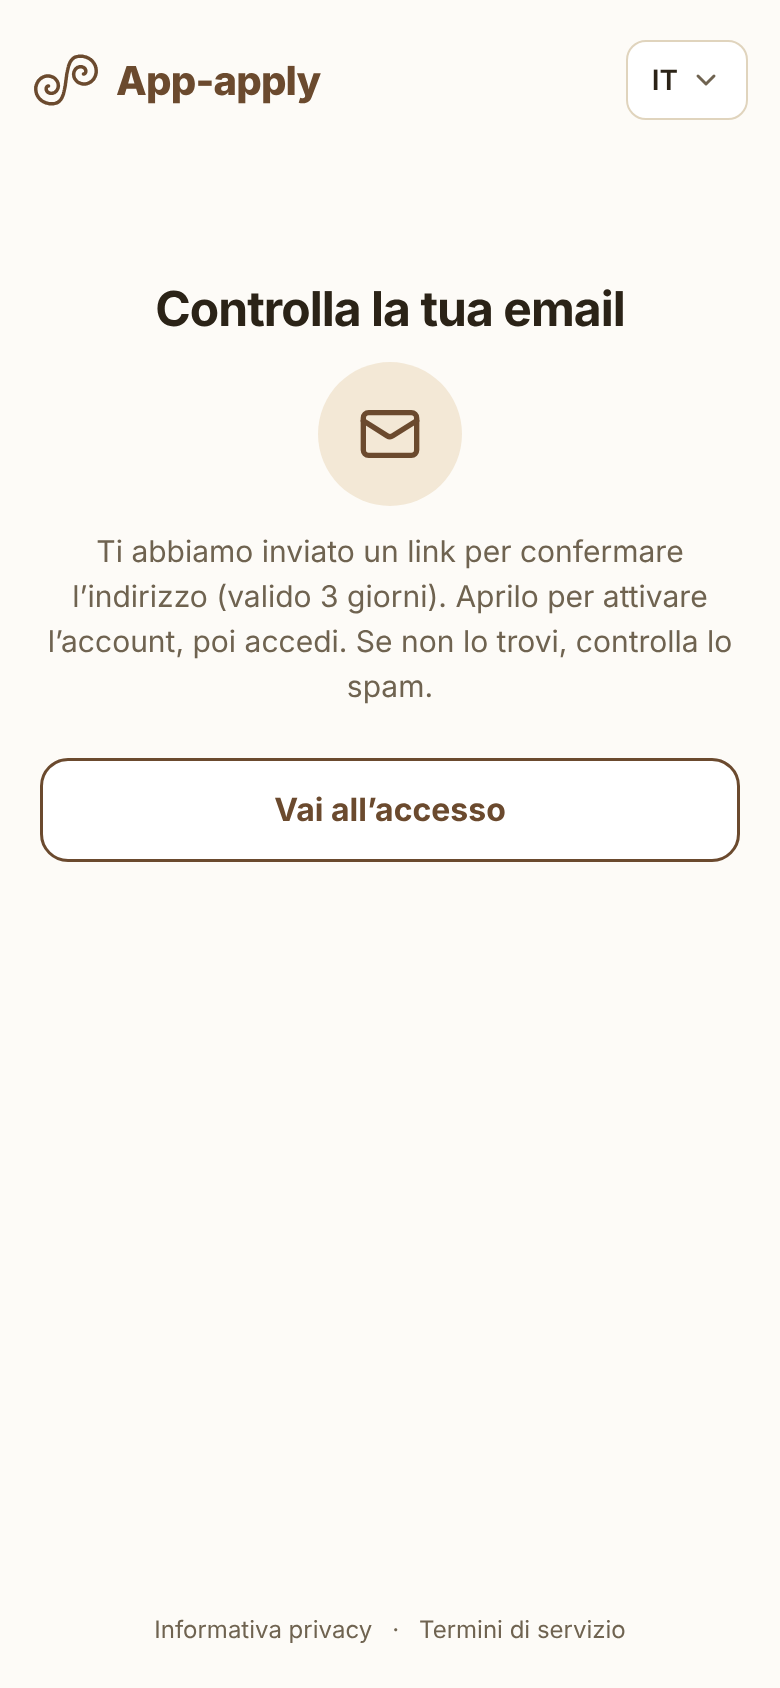 App-apply
IT
Controlla la tua email
Ti abbiamo inviato un link per confermare
l’indirizzo (valido 3 giorni). Aprilo per attivare
l’account, poi accedi. Se non lo trovi, controlla lo
spam.
Vai all’accesso
Informativa privacy · Termini di servizio